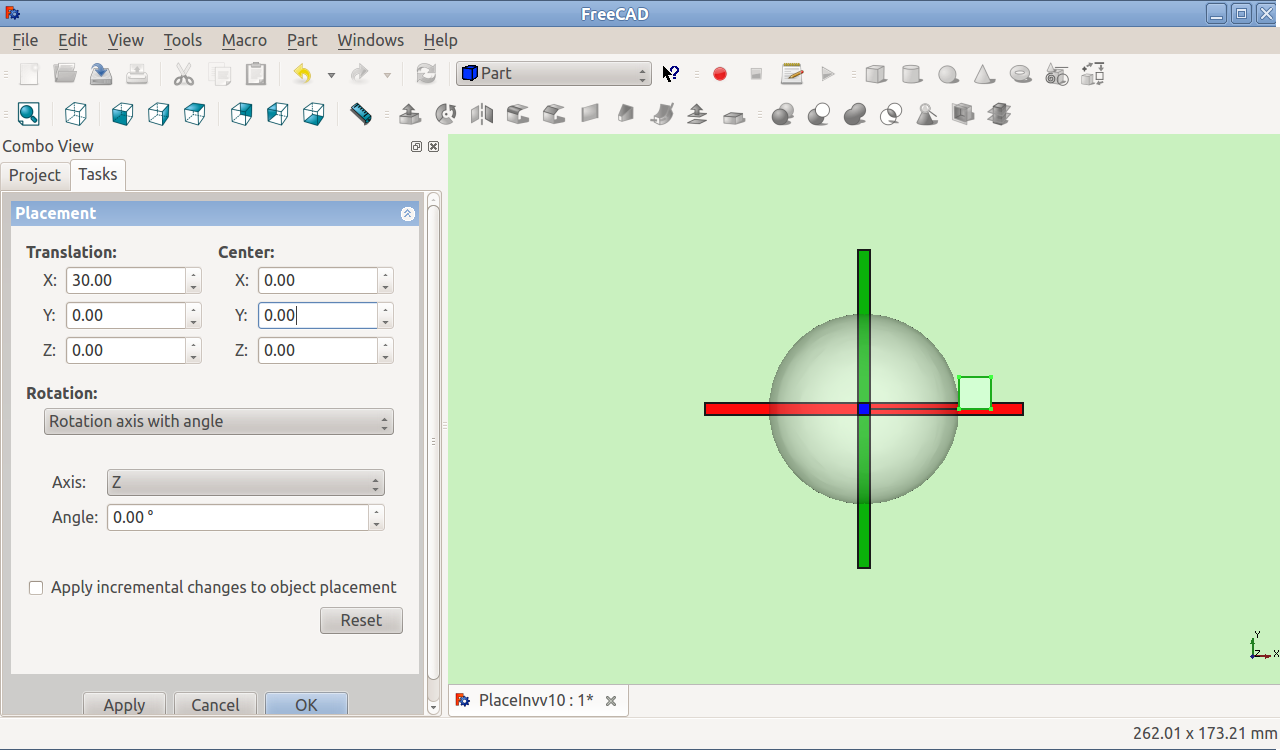 FreeCAD
File Edit View Tools Macro Part Windows Help
Part
Combo View
Project Tasks
Placement
Translation: Center:
X: 30.00 X: 0.00
Y: 0.00 Y: 0.00
Z: 0.00 Z: 0.00
Rotation:
Rotation axis with angle
Axis: Z
Angle: 0.00 °
Apply incremental changes to object placement
Reset
Apply Cancel OK
Y
Z X
PlaceInvv10 : 1*
262.01 x 173.21 mm